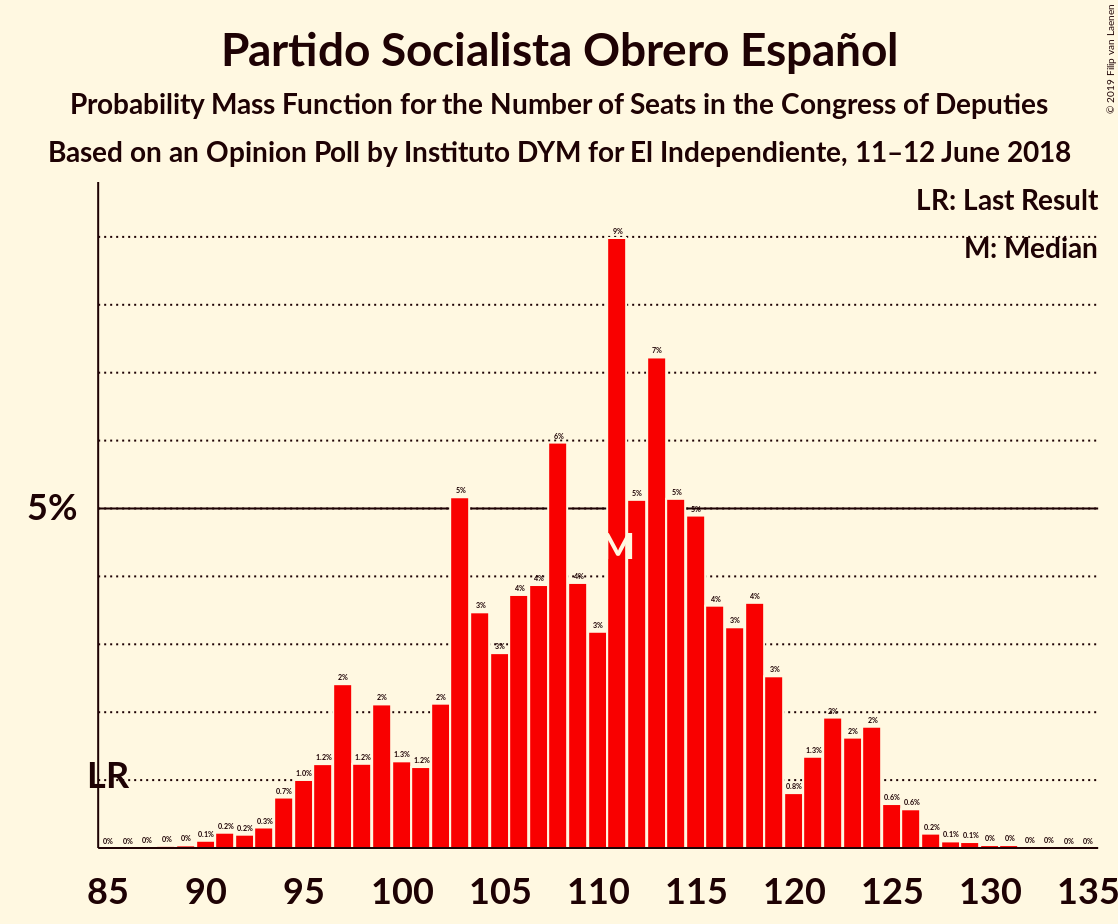 Partido Socialista Obrero Español
Probability Mass Function for the Number of Seats in the Congress of Deputies
Based on an Opinion Poll by Instituto DYM for El Independiente, 11–12 June 2018
© 2019 Filip van Laenen
LR: Last Result
M: Median
5%
LR
M
0% 0% 0% 0% 0% 0.1% 0.2% 0.2% 0.3% 0.7% 1.0% 1.2% 2% 1.2% 2% 1.3% 1.2% 2% 5% 3% 3% 4% 4% 6% 4% 3% 9% 5% 7% 5% 5% 4% 3% 4% 3% 0.8% 1.3% 2% 2% 2% 0.6% 0.6% 0.2% 0.1% 0.1% 0% 0% 0% 0% 0% 0%
85 90 95 100 105 110 115 120 125 130 135